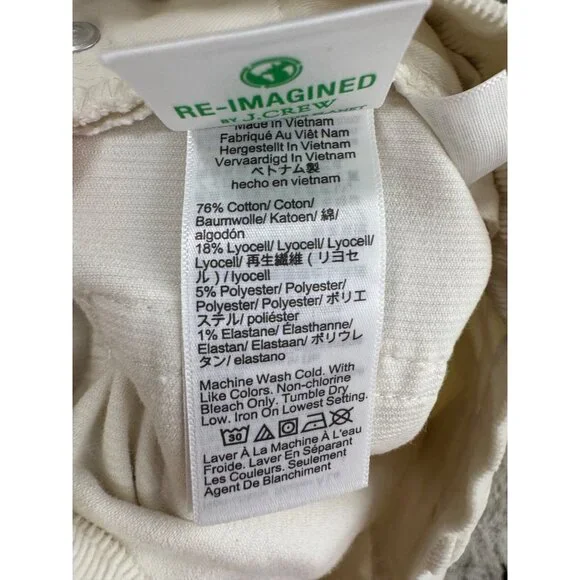 RE-IMAGINED
BY J.CREW
Made in Vietnam
Fabriqué Au Viêt Nam
Hergestellt In Vietnam
Vervaardigd In Vietnam
ベトナム製
hecho en vietnam
76% Cotton/ Coton/
Baumwolle/ Katoen/ 綿/
algodón
18% Lyocell/ Lyocell/ Lyocell/
Lyocell/ 再生繊維 ( リヨセ
ル ) / lyocell
5% Polyester/ Polyester/
Polyester/ Polyester/ ポリエ
ステル/ poliéster
1% Elastane/ Élasthanne/
Elastan/ Elastaan/ ポリウレ
タン/ elastano
Machine Wash Cold. With
Like Colors. Non-chlorine
Bleach Only. Tumble Dry
Low. Iron On Lowest Setting.
30
Laver À La Machine À L'eau
Froide. Laver En Séparant
Les Couleurs. Seulement
Agent De Blanchiment